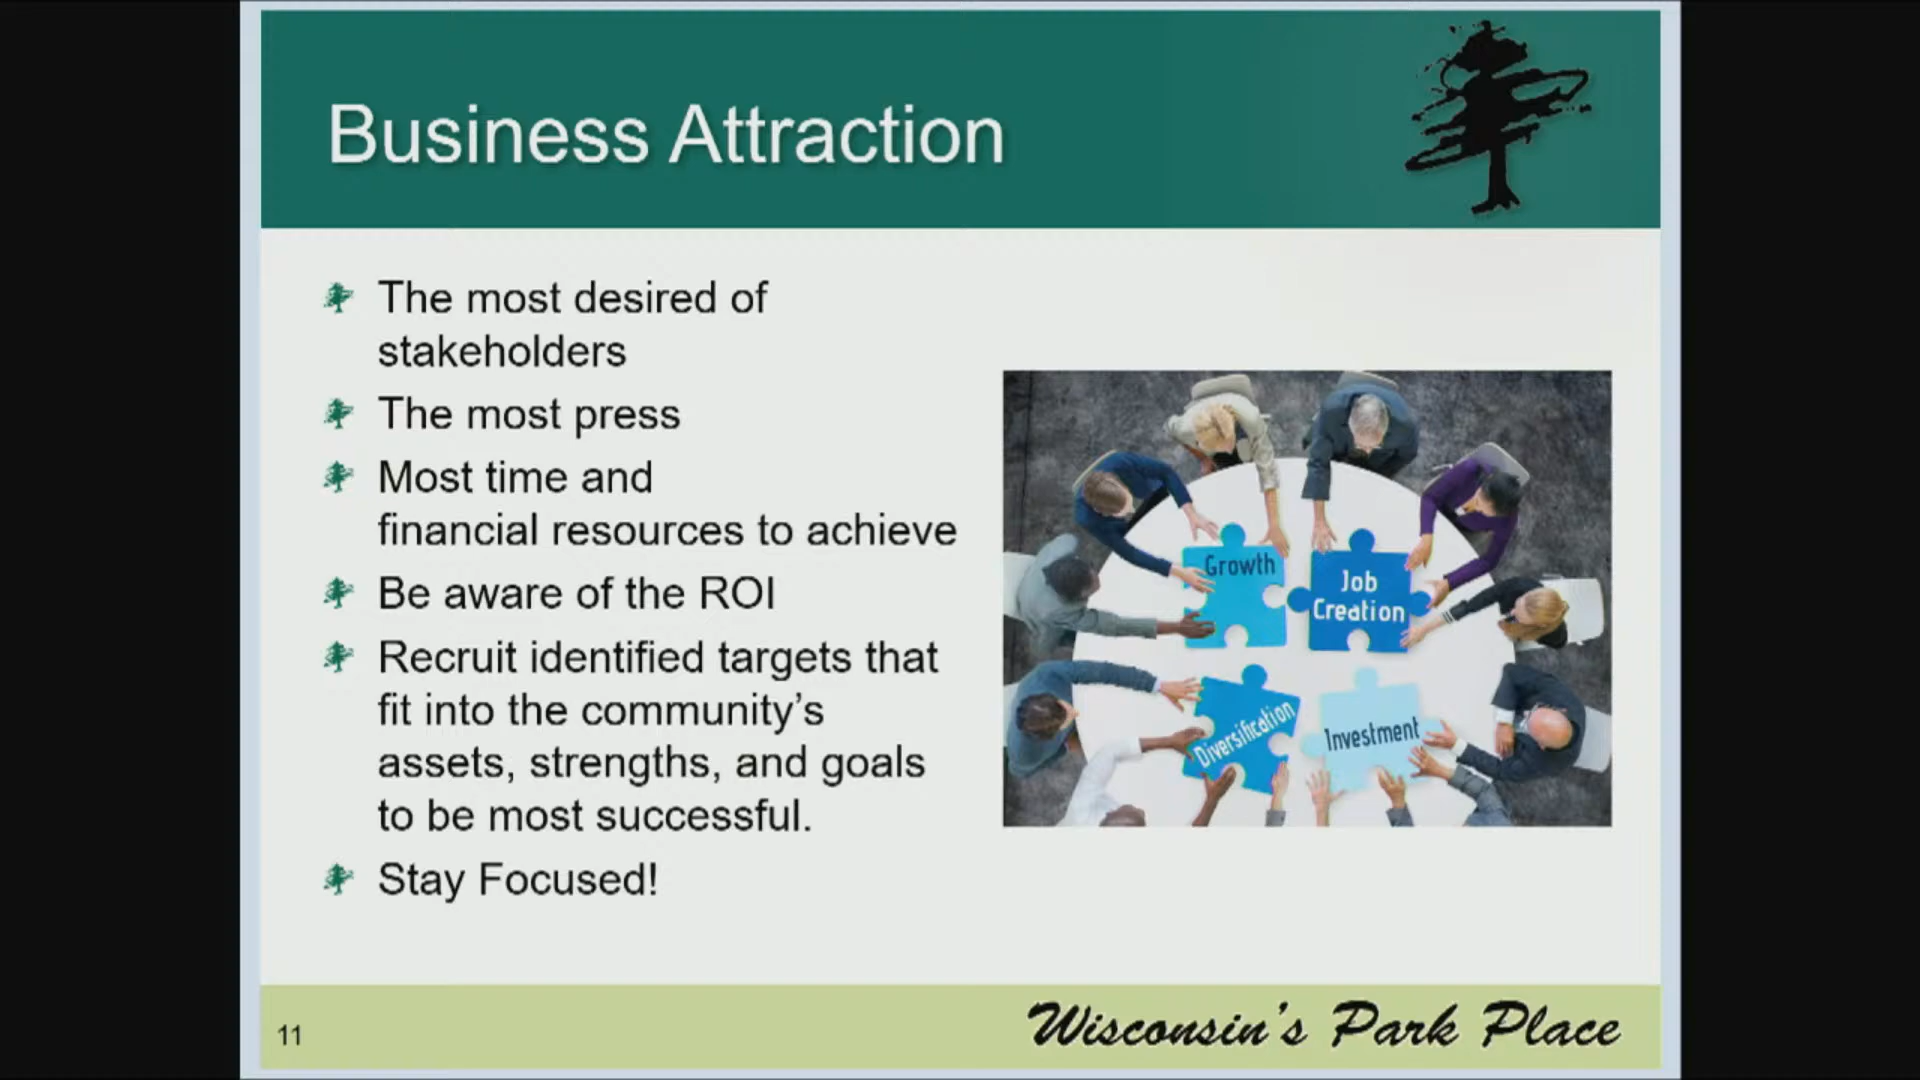 Business Attraction
The most desired of
stakeholders
The most press
Most time and
financial resources to achieve
Be aware of the ROI
Recruit identified targets that
fit into the community’s
assets, strengths, and goals
to be most successful.
Stay Focused!
Growth
Job
Creation
Diversification
Investment
11
Wisconsin's Park Place